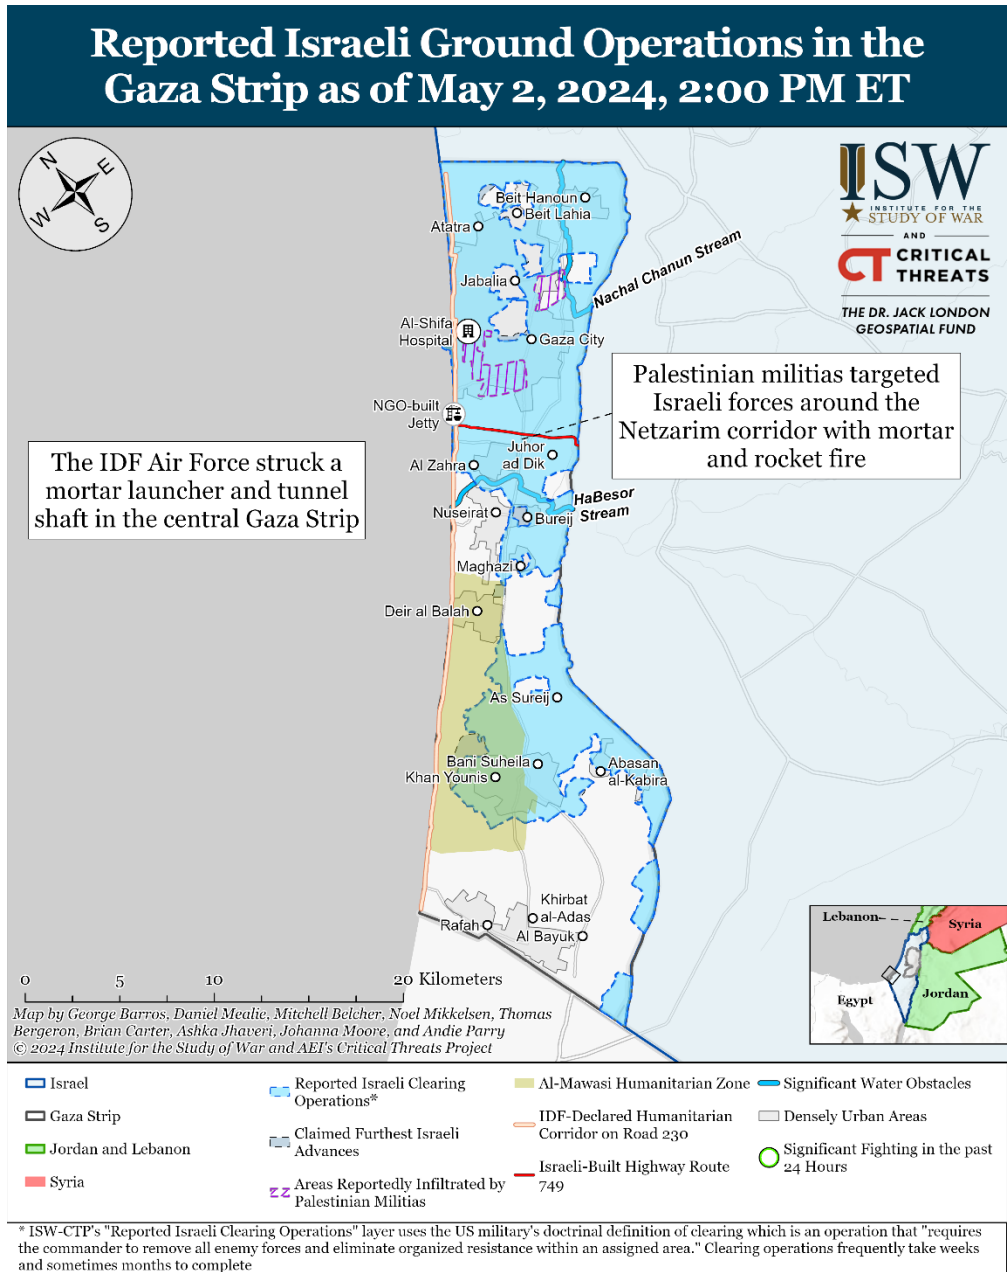 Reported Israeli Ground Operations in the
Gaza Strip as of May 2, 2024, 2:00 PM ET
N
E
W
S
ISW
INSTITUTE FOR THE
STUDY OF WAR
AND
CT CRITICAL
THREATS
THE DR. JACK LONDON
GEOSPATIAL FUND
Beit Hanoun
Beit Lahia
Atatra
Nachal Chanun Stream
Jabalia
Al-Shifa
Hospital
Gaza City
Palestinian militias targeted
Israeli forces around the
Netzarim corridor with mortar
and rocket fire
NGO-built
Jetty
The IDF Air Force struck a
mortar launcher and tunnel
shaft in the central Gaza Strip
Juhor
ad Dik
Al Zahra
HaBesor
Stream
Nuseirat
Bureij
Maghazi
Deir al Balah
As Sureij
Bani Suheila
Khan Younis
Abasan
al-Kabira
Khirbat
al-Adas
Rafah
Al Bayuk
Lebanon
Syria
Jordan
Egypt
0 5 10 20 Kilometers
Map by George Barros, Daniel Mealie, Mitchell Belcher, Noel Mikkelsen, Thomas
Bergeron, Brian Carter, Ashka Jhaveri, Johanna Moore, and Andie Parry
© 2024 Institute for the Study of War and AEI's Critical Threats Project
Israel
Gaza Strip
Jordan and Lebanon
Syria
Reported Israeli Clearing
Operations*
Claimed Furthest Israeli
Advances
Areas Reportedly Infiltrated by
Palestinian Militias
Al-Mawasi Humanitarian Zone
IDF-Declared Humanitarian
Corridor on Road 230
Israeli-Built Highway Route
749
Significant Water Obstacles
Densely Urban Areas
Significant Fighting in the past
24 Hours
* ISW-CTP's "Reported Israeli Clearing Operations" layer uses the US military's doctrinal definition of clearing which is an operation that "requires
the commander to remove all enemy forces and eliminate organized resistance within an assigned area." Clearing operations frequently take weeks
and sometimes months to complete